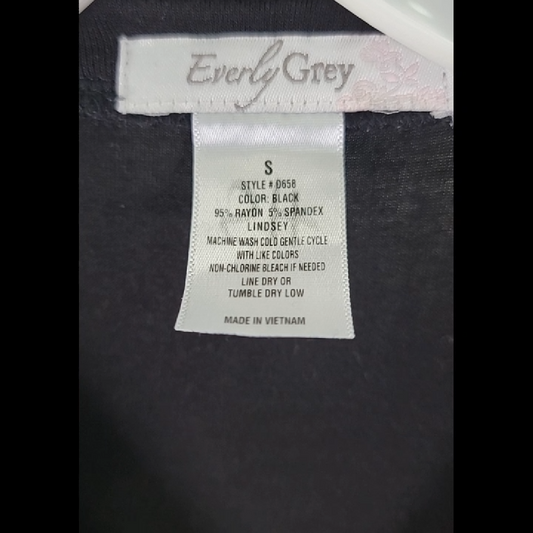 Everly Grey
S
STYLE # D658
COLOR: BLACK
95% RAYON 5% SPANDEX
LINDSEY
MACHINE WASH COLD GENTLE CYCLE
WITH LIKE COLORS
NON-CHLORINE BLEACH IF NEEDED
LINE DRY OR
TUMBLE DRY LOW
MADE IN VIETNAM